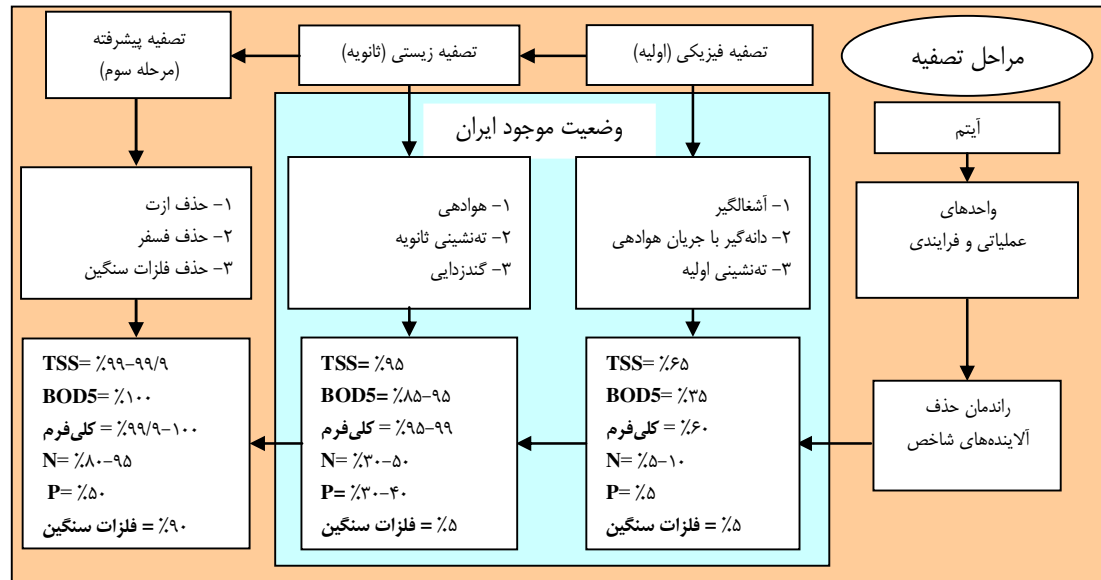 مراحل تصفیه
تصفیه فیزیکی (اولیه)
تصفیه زیستی (ثانویه)
تصفیه پیشرفته
(مرحله سوم)
وضعیت موجود ایران
آیتم
واحدهای
عملیاتی و فرایندی
۱- آشغالگیر
۲- دانه‌گیر با جریان هوادهی
۳- ته‌نشینی اولیه
۱- هوادهی
۲- ته‌نشینی ثانویه
۳- گندزدایی
۱- حذف ازت
۲- حذف فسفر
۳- حذف فلزات سنگین
راندمان حذف
آلاینده‌های شاخص
TSS= %۶۵
BOD5= %۳۵
کلی‌فرم = %۶۰
N= %۵-۱۰
P= %۵
فلزات سنگین = %۵
TSS= %۹۵
BOD5= %۸۵-۹۵
کلی‌فرم = %۹۵-۹۹
N= %۳۰-۵۰
P= %۳۰-۴۰
فلزات سنگین = %۵
TSS= %۹۹-۹۹/۹
BOD5= %۱۰۰
کلی‌فرم = %۹۹/۹-۱۰۰
N= %۸۰-۹۵
P= %۵۰
فلزات سنگین = %۹۰